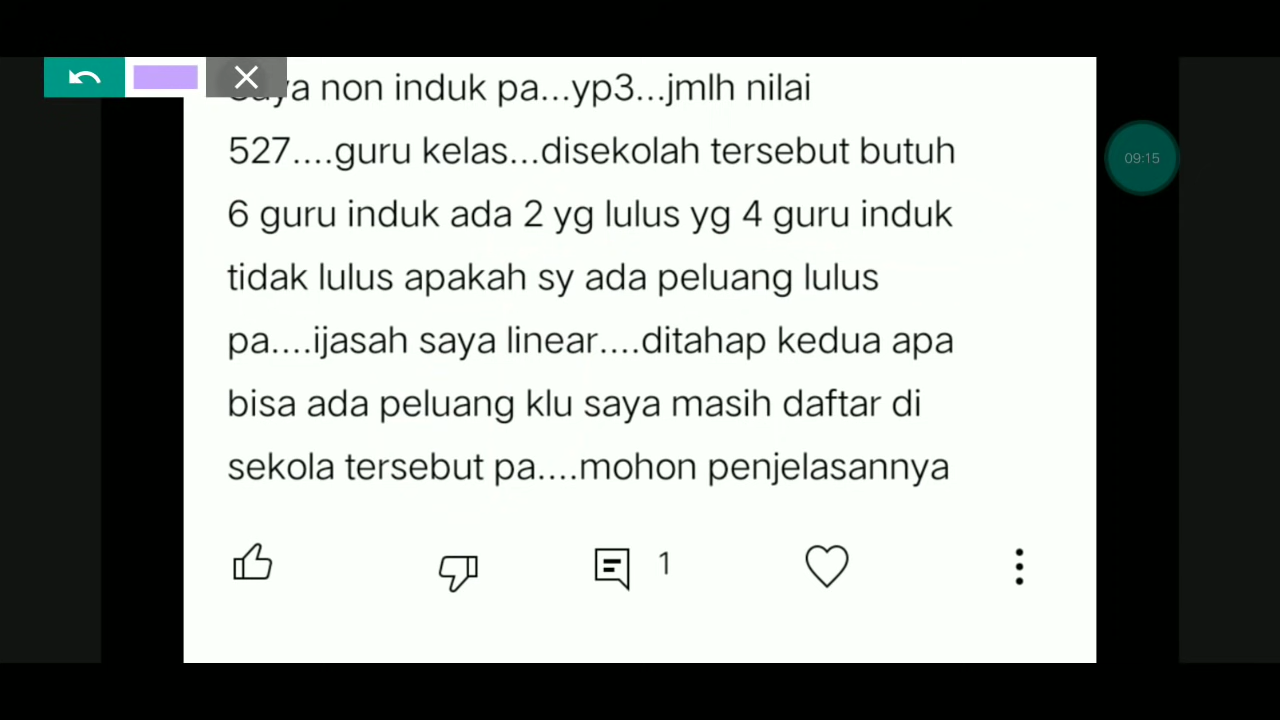 Saya non induk pa...yp3...jmlh nilai
527....guru kelas...disekolah tersebut butuh
6 guru induk ada 2 yg lulus yg 4 guru induk
tidak lulus apakah sy ada peluang lulus
pa....ijasah saya linear....ditahap kedua apa
bisa ada peluang klu saya masih daftar di
sekola tersebut pa....mohon penjelasannya
1
09:15